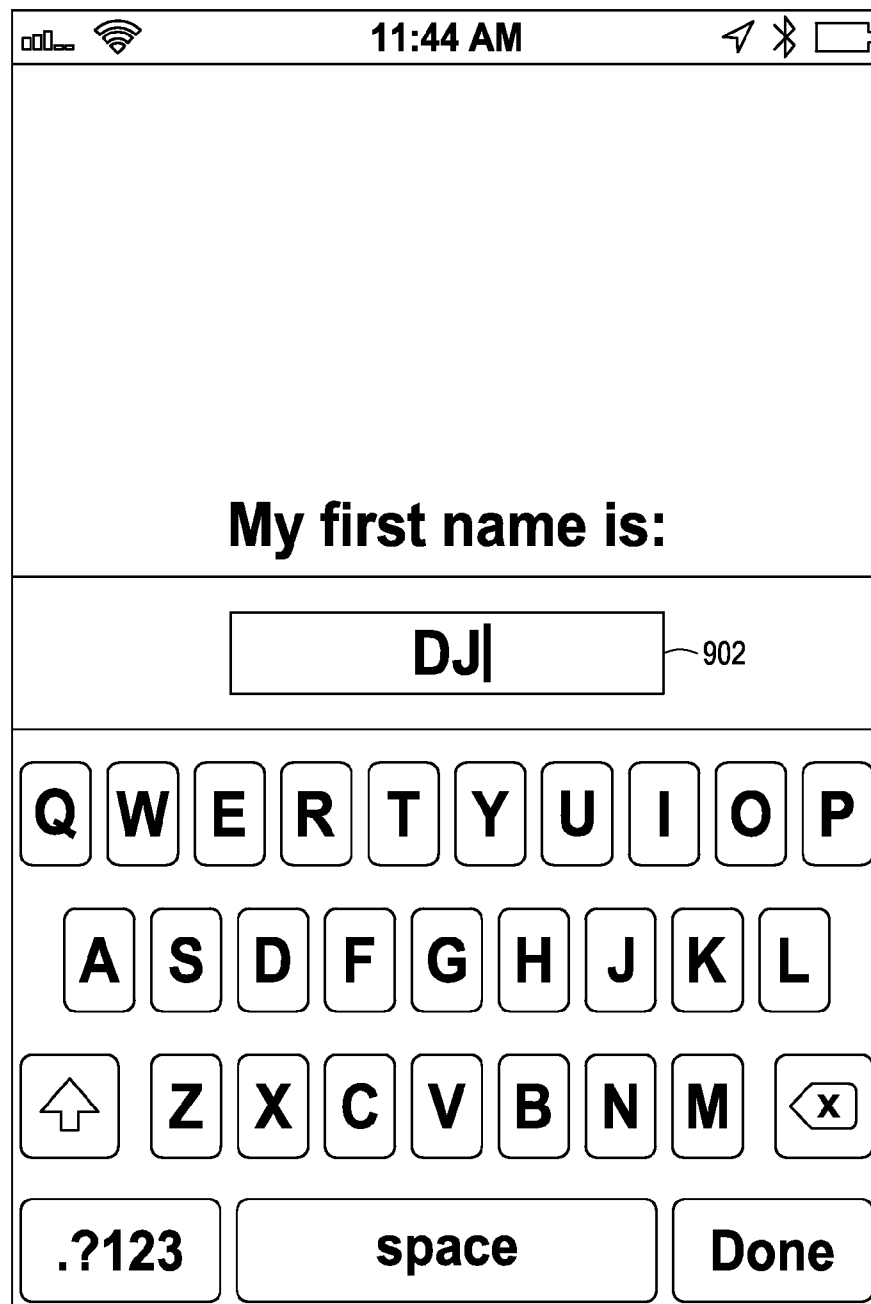 11:44 AM
My first name is:
DJ
902
Q W E R T Y U I O P
A S D F G H J K L
Z X C V B N M X
.?123 space Done